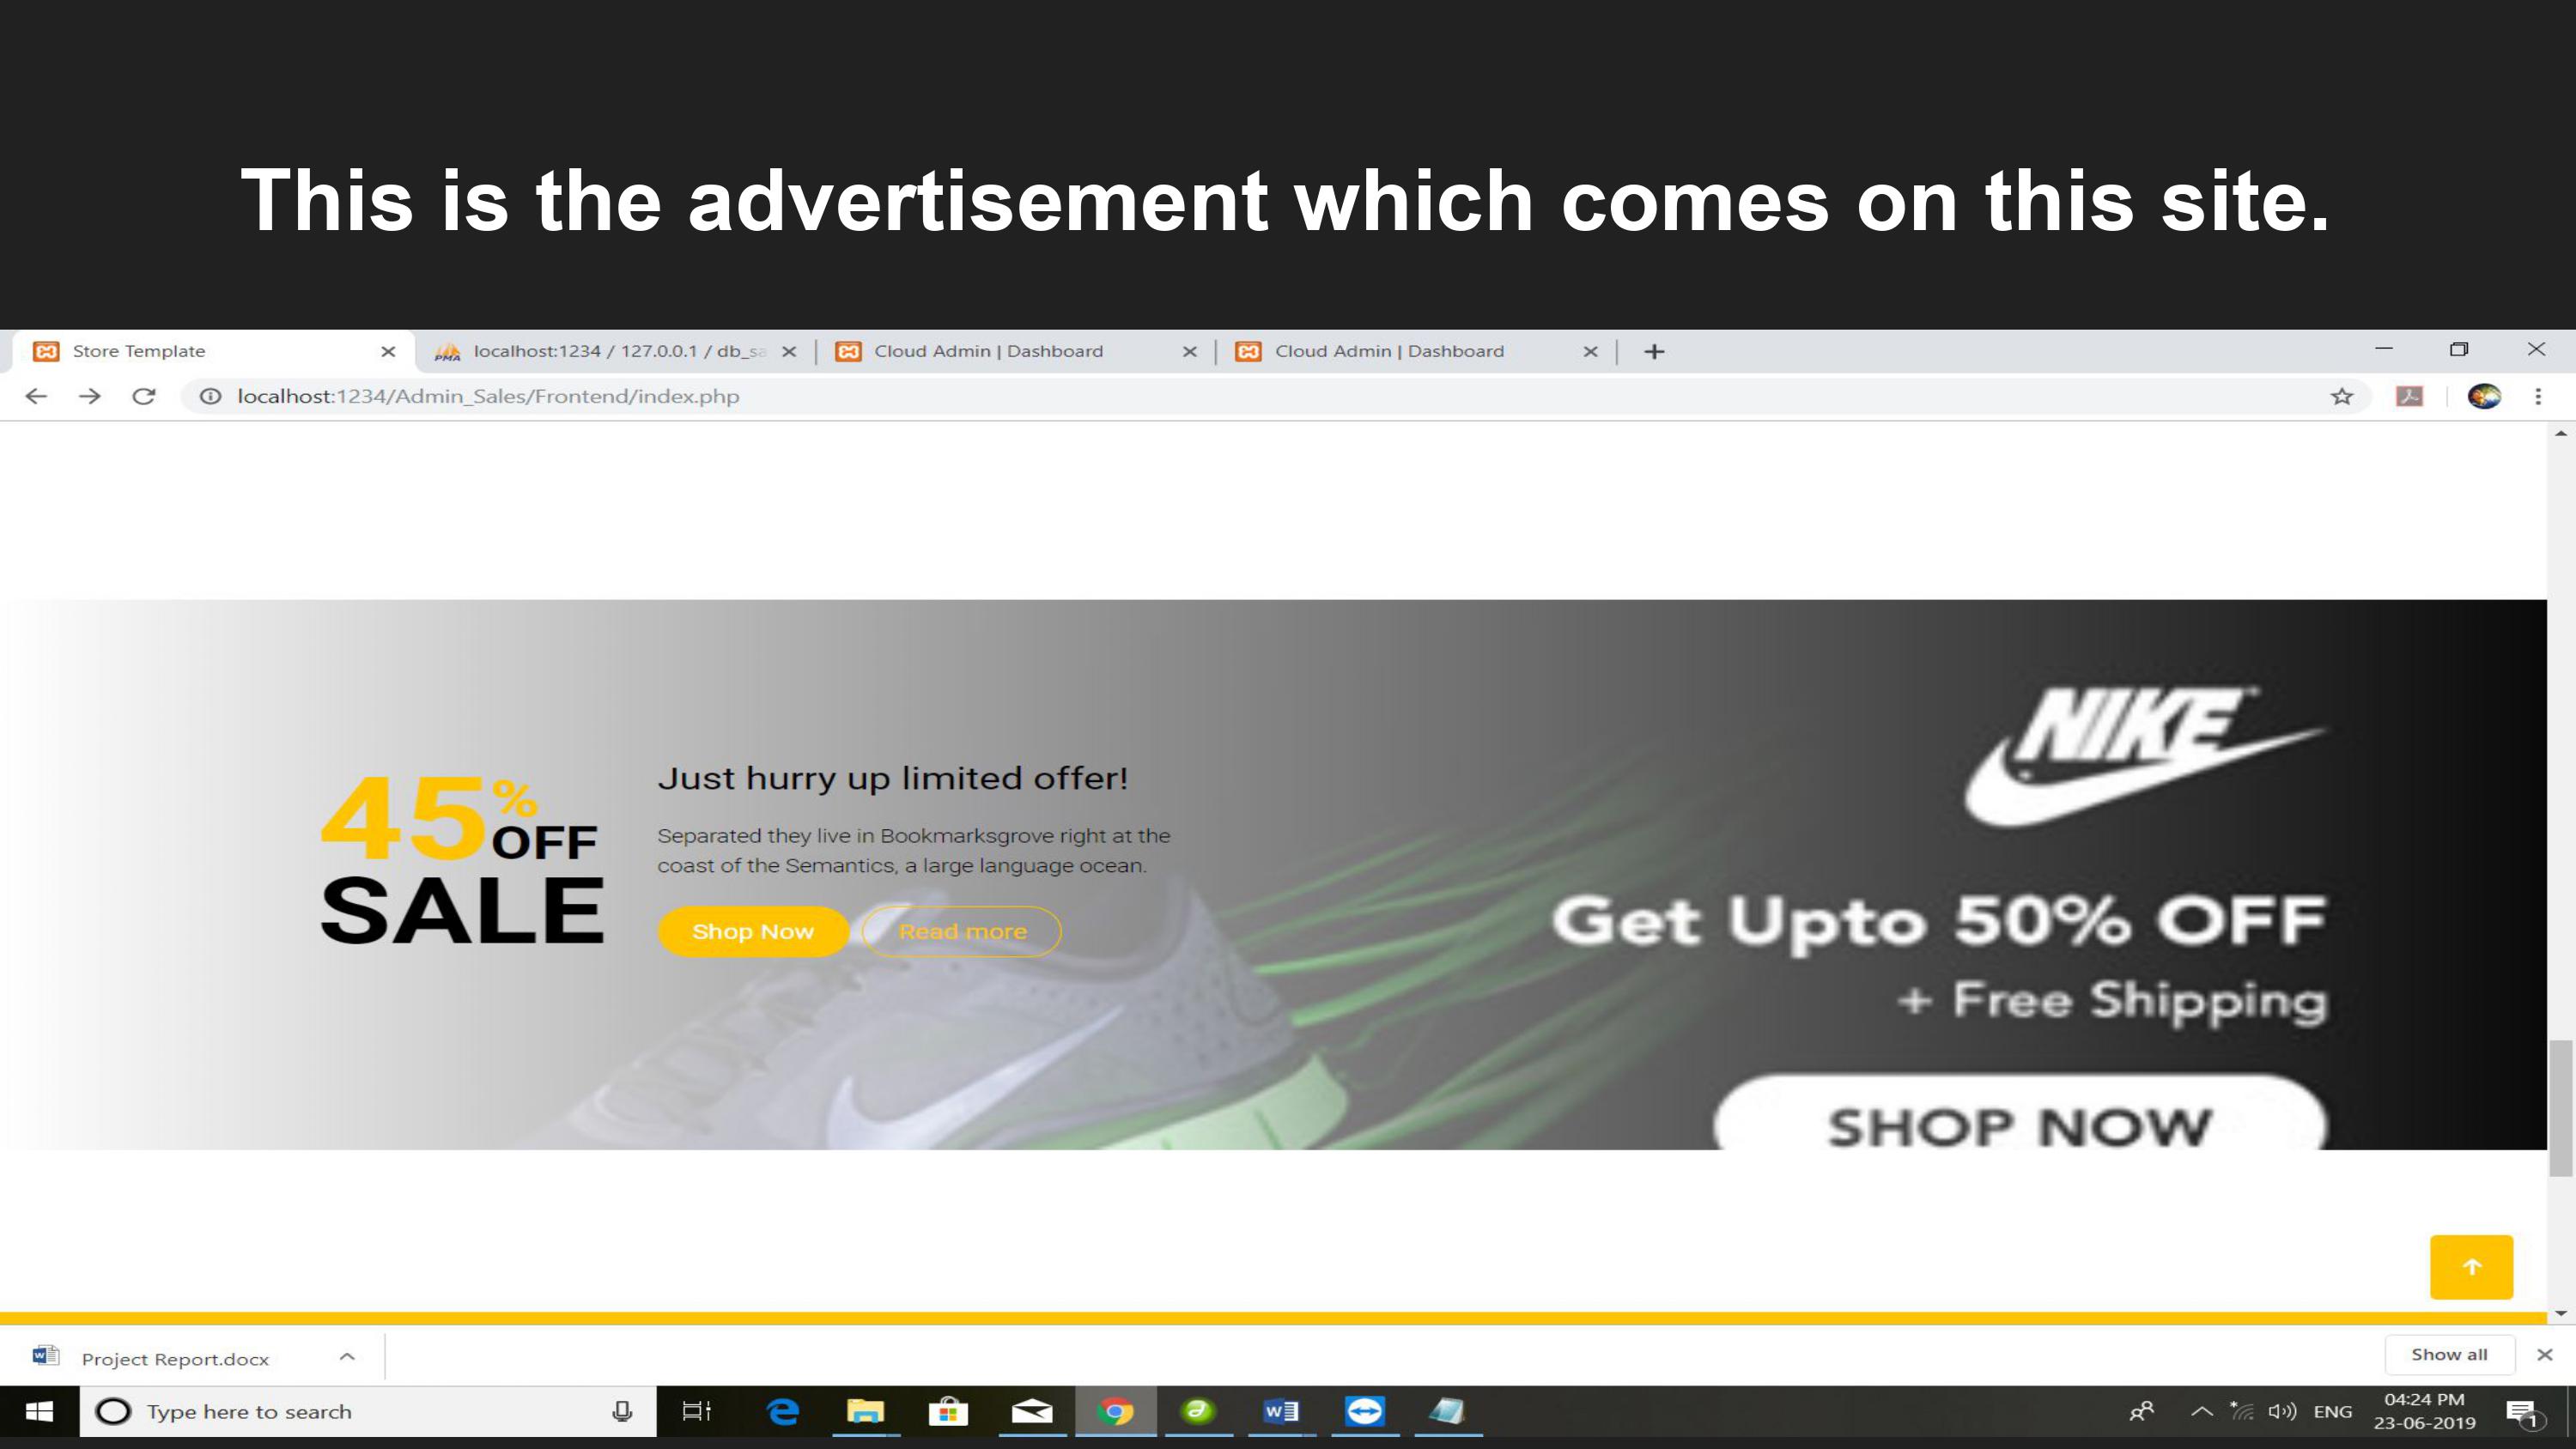 This is the advertisement which comes on this site.
Store Template
PMA
localhost:1234 / 127.0.0.1 / db_sa
Cloud Admin | Dashboard
Cloud Admin | Dashboard
localhost:1234/Admin_Sales/Frontend/index.php
45% OFF
SALE
Just hurry up limited offer!
Separated they live in Bookmarksgrove right at the
coast of the Semantics, a large language ocean.
Shop Now
Read more
NIKE
Get Upto 50% OFF
+ Free Shipping
SHOP NOW
Project Report.docx
Show all
Type here to search
ENG
04:24 PM
23-06-2019
1